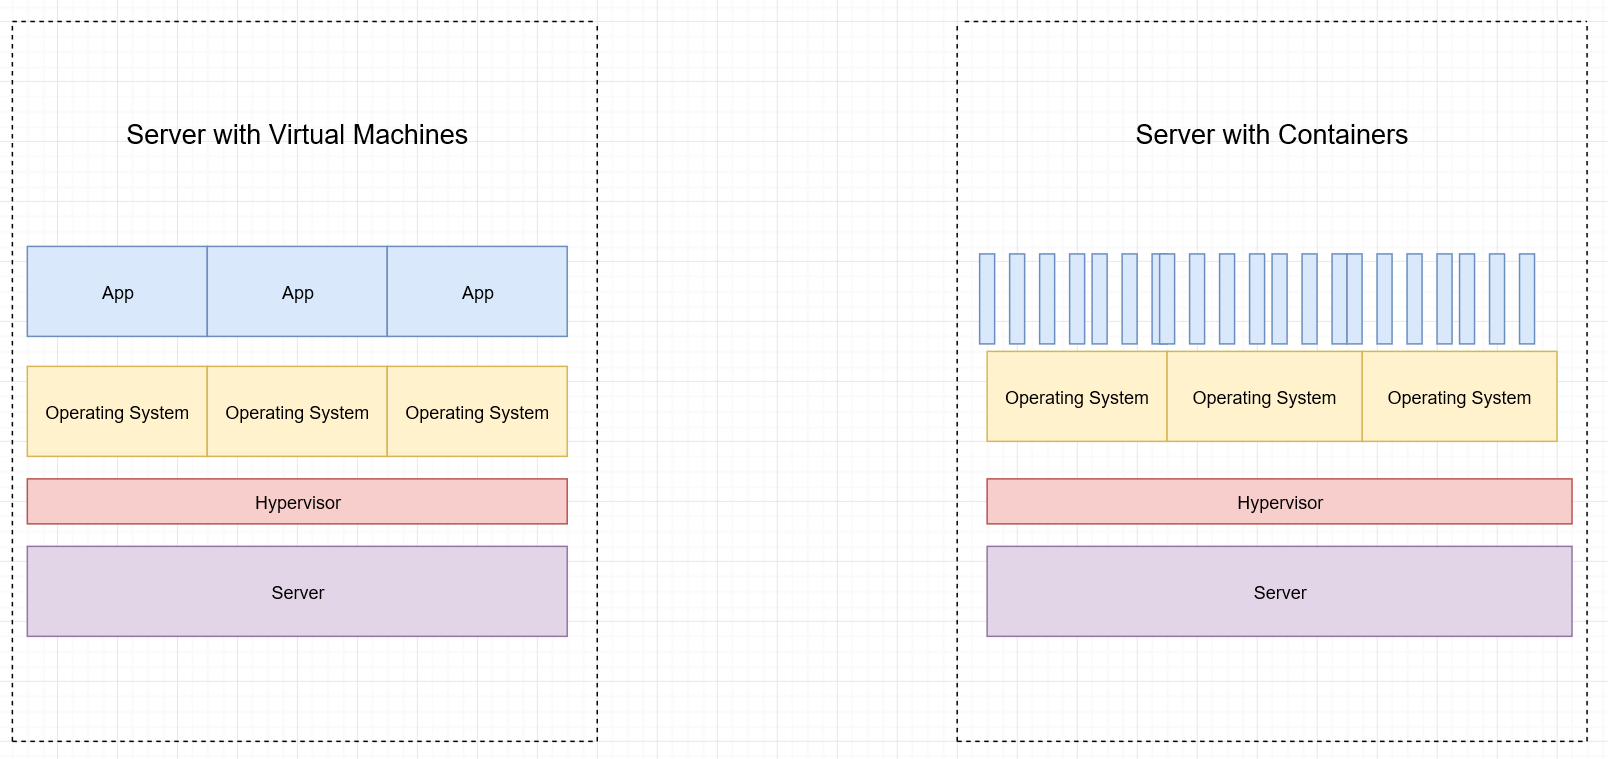 Server with Virtual Machines
App
App
App
Operating System
Operating System
Operating System
Hypervisor
Server
Server with Containers
Operating System
Operating System
Operating System
Hypervisor
Server